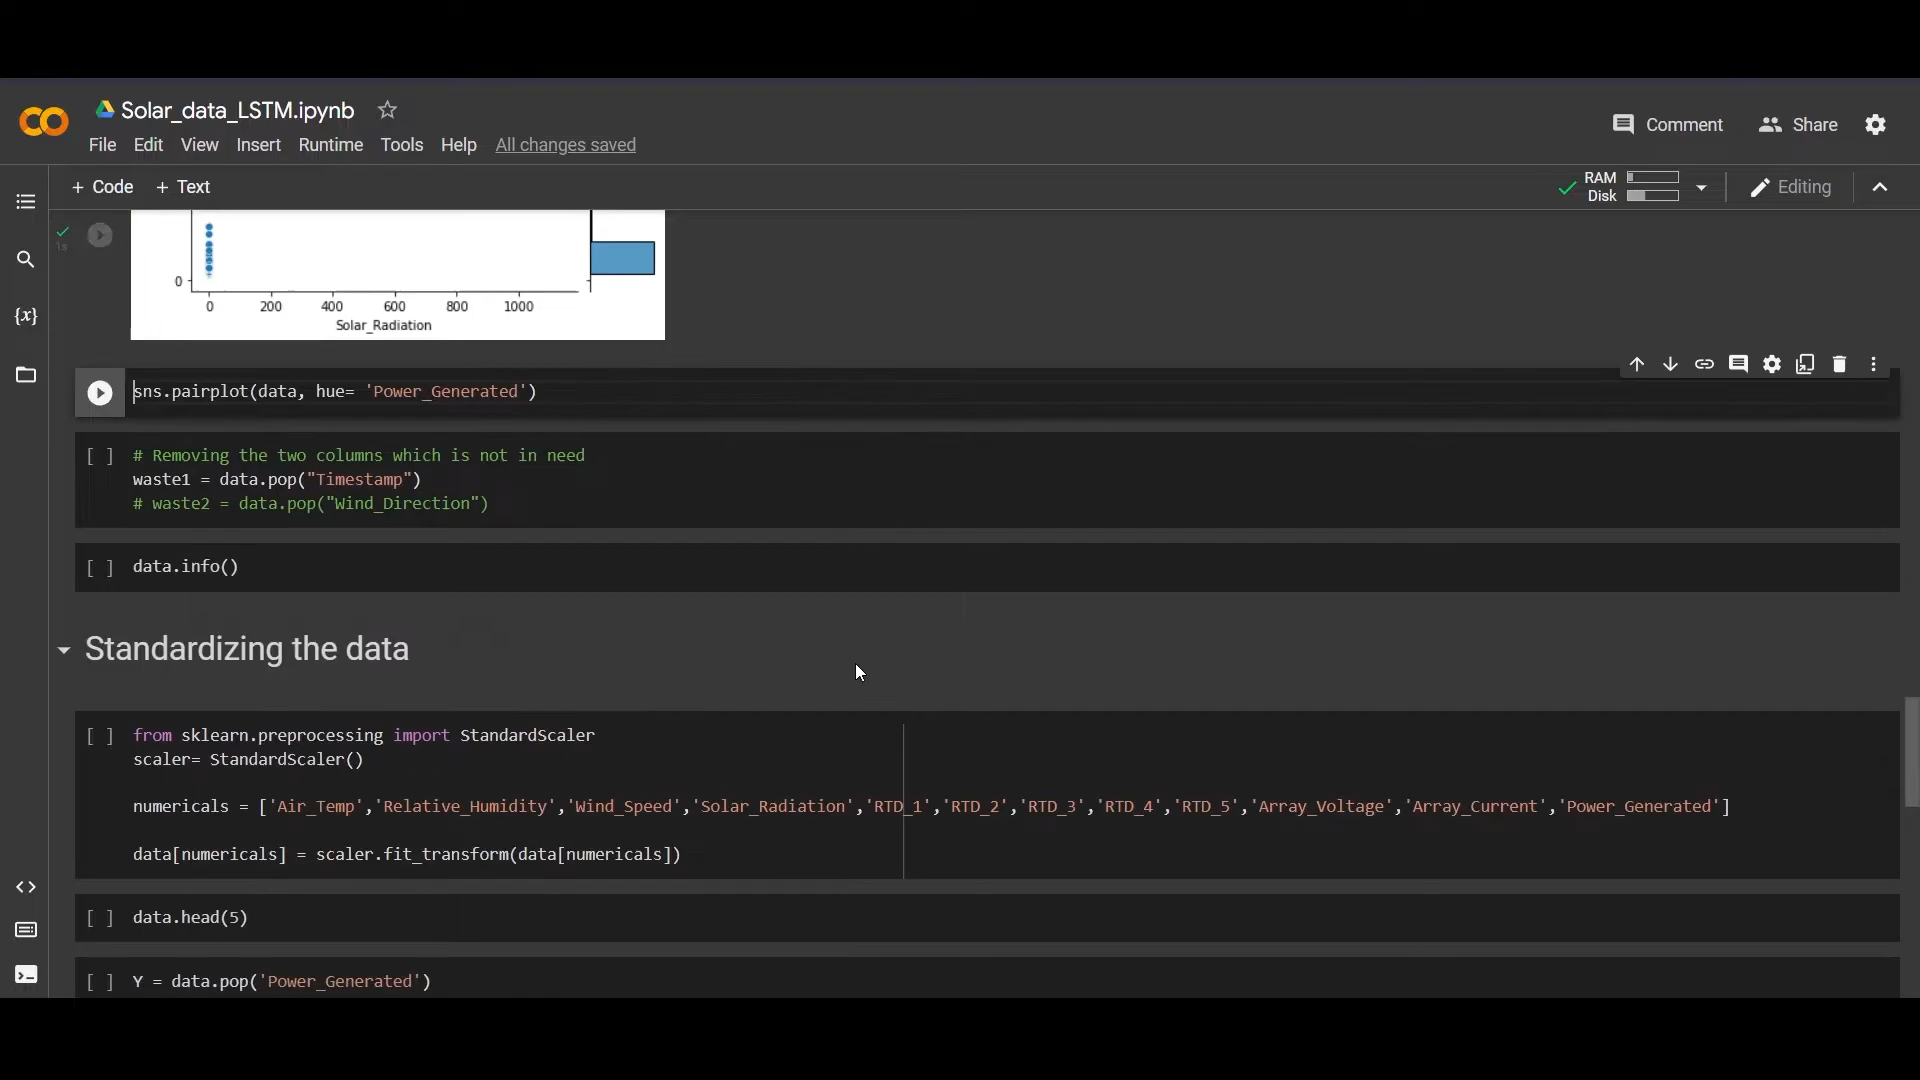 Solar_data_LSTM.ipynb
File Edit View Insert Runtime Tools Help All changes saved
Comment Share
+ Code + Text
RAM
Disk
Editing
1s
0
0 200 400 600 800 1000
Solar_Radiation
sns.pairplot(data, hue= 'Power_Generated')
[ ] # Removing the two columns which is not in need
waste1 = data.pop("Timestamp")
# waste2 = data.pop("Wind_Direction")
[ ] data.info()
Standardizing the data
[ ] from sklearn.preprocessing import StandardScaler
scaler= StandardScaler()
numericals = ['Air_Temp','Relative_Humidity','Wind_Speed','Solar_Radiation','RTD_1','RTD_2','RTD_3','RTD_4','RTD_5','Array_Voltage','Array_Current','Power_Generated']
data[numericals] = scaler.fit_transform(data[numericals])
[ ] data.head(5)
[ ] Y = data.pop('Power_Generated')